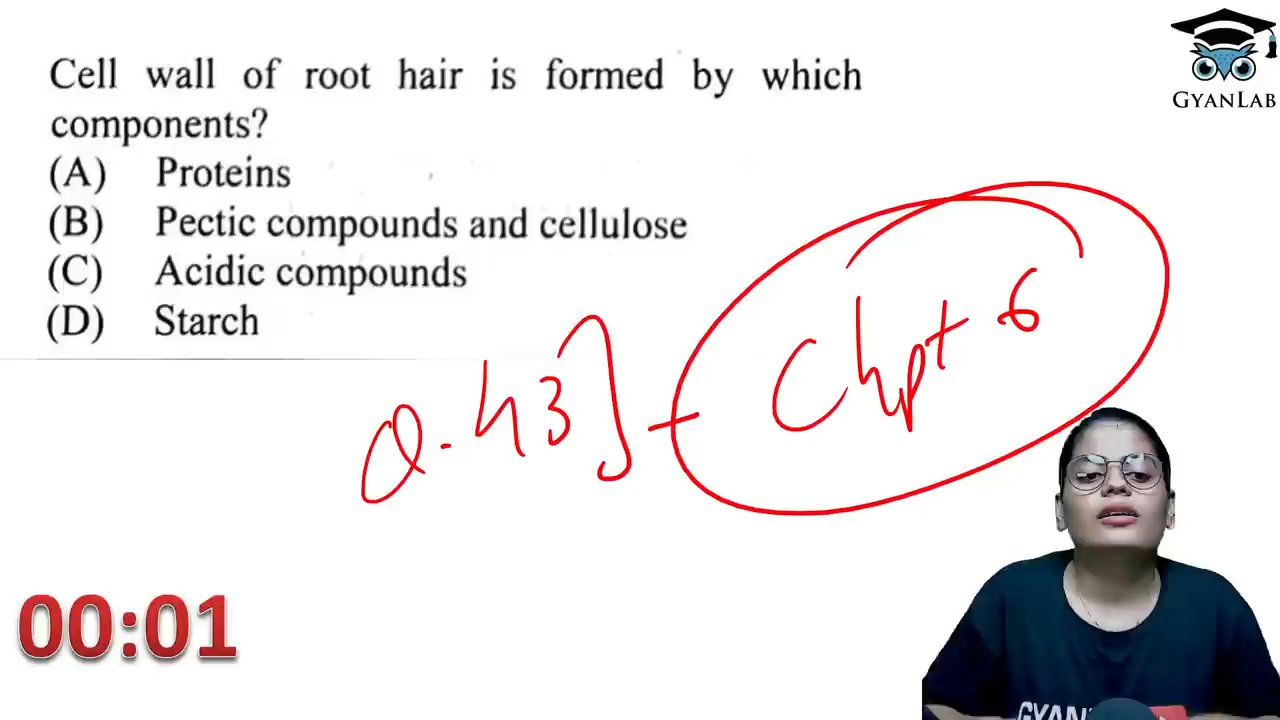 Cell wall of root hair is formed by which
components?
(A) Proteins
(B) Pectic compounds and cellulose
(C) Acidic compounds
(D) Starch
GYANLAB
Q.43] - Chpt 6
00:01
GYAN